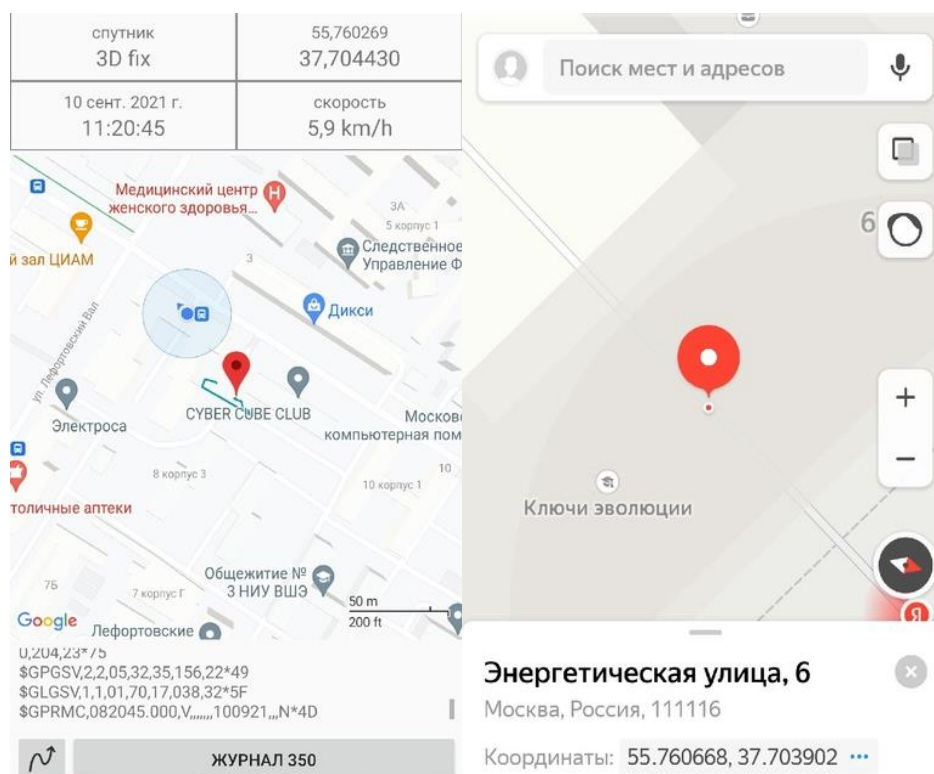 спутник
3D fix
55,760269
37,704430
10 сент. 2021 г.
11:20:45
скорость
5,9 km/h
Медицинский центр
женского здоровья...
3А
5 корпус 1
й зал ЦИАМ
3
Следственное
Управление Ф
Дикси
ул. Лефортовский Вал
Электроса
CYBER CUBE CLUB
Москов
компьютерная пом
8 корпус 3
10
10 корпус 1
толичные аптеки
7Б
7 корпус Г
Общежитие №
3 НИУ ВШЭ
50 m
200 ft
Google
Лефортовские
0,204,23*75
$GPGSV,2,2,05,32,35,156,22*49
$GLGSV,1,1,01,70,17,038,32*5F
$GPRMC,082045.000,V,,,,,,,100921,,,N*4D
ЖУРНАЛ 350
Поиск мест и адресов
6
Ключи эволюции
Я
Энергетическая улица, 6
Москва, Россия, 111116
Координаты: 55.760668, 37.703902 •••